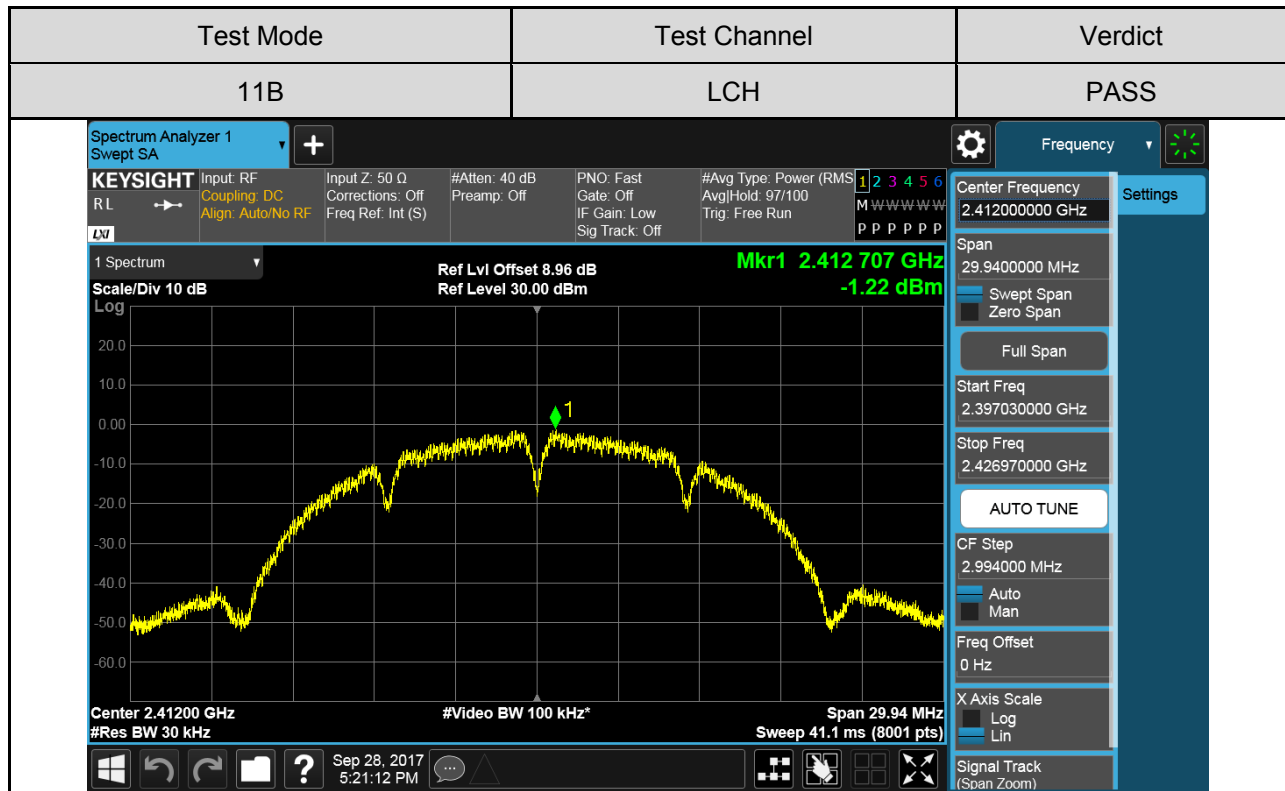 Test Mode Test Channel Verdict
11B LCH PASS
Spectrum Analyzer 1
Swept SA
+
Frequency
KEYSIGHT
R L
LXI
Input: RF
Coupling: DC
Align: Auto/No RF
Input Z: 50 Ω
Corrections: Off
Freq Ref: Int (S)
#Atten: 40 dB
Preamp: Off
PNO: Fast
Gate: Off
IF Gain: Low
Sig Track: Off
#Avg Type: Power (RMS
Avg|Hold: 97/100
Trig: Free Run
1 2 3 4 5 6
M W W W W W
P P P P P P
1 Spectrum
Scale/Div 10 dB
Log
Ref Lvl Offset 8.96 dB
Ref Level 30.00 dBm
Mkr1 2.412 707 GHz
-1.22 dBm
20.0
10.0
0.00
-10.0
-20.0
-30.0
-40.0
-50.0
-60.0
1
Center 2.41200 GHz
#Res BW 30 kHz
#Video BW 100 kHz*
Span 29.94 MHz
Sweep 41.1 ms (8001 pts)
?
Sep 28, 2017
5:21:12 PM
Center Frequency
2.412000000 GHz
Settings
Span
29.9400000 MHz
Swept Span
Zero Span
Full Span
Start Freq
2.397030000 GHz
Stop Freq
2.426970000 GHz
AUTO TUNE
CF Step
2.994000 MHz
Auto
Man
Freq Offset
0 Hz
X Axis Scale
Log
Lin
Signal Track
(Span Zoom)